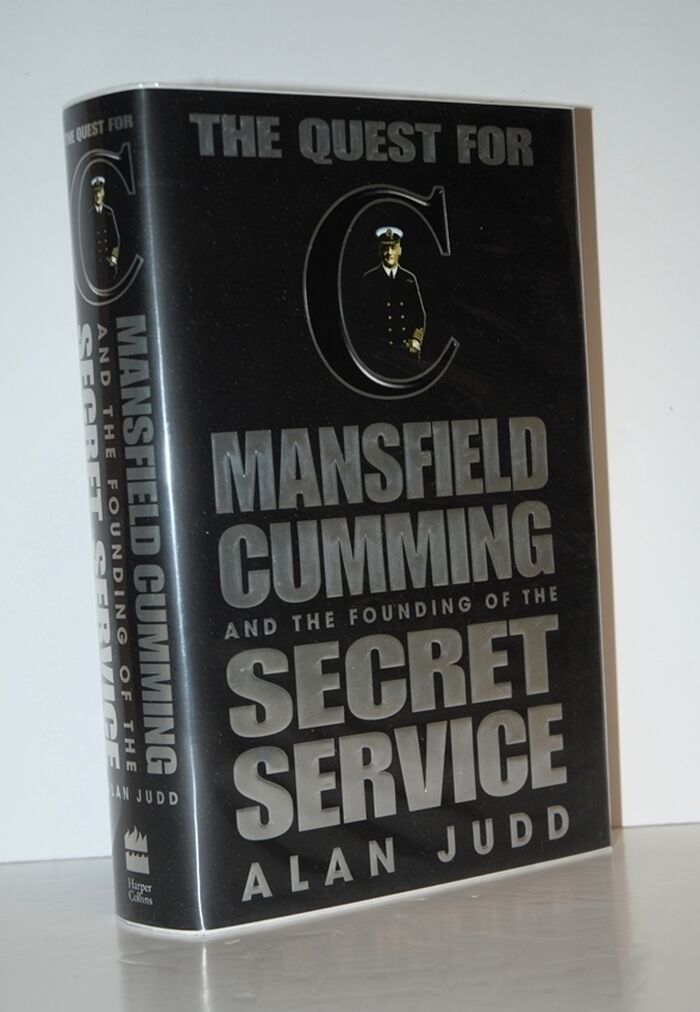 THE QUEST FOR
C
MANSFIELD
CUMMING
AND THE FOUNDING OF THE
SECRET
SERVICE
ALAN JUDD
THE QUEST FOR
C
MANSFIELD CUMMING
AND THE FOUNDING OF THE
SECRET SERVICE
ALAN JUDD
Harper
Collins